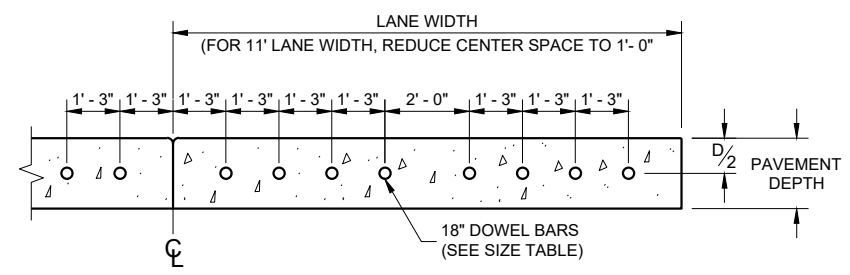 LANE WIDTH
(FOR 11' LANE WIDTH, REDUCE CENTER SPACE TO 1'- 0"
1' - 3" 1' - 3" 1' - 3" 1' - 3" 1' - 3" 1' - 3" 2' - 0" 1' - 3" 1' - 3" 1' - 3"
D/2
PAVEMENT
DEPTH
18" DOWEL BARS
(SEE SIZE TABLE)
℄